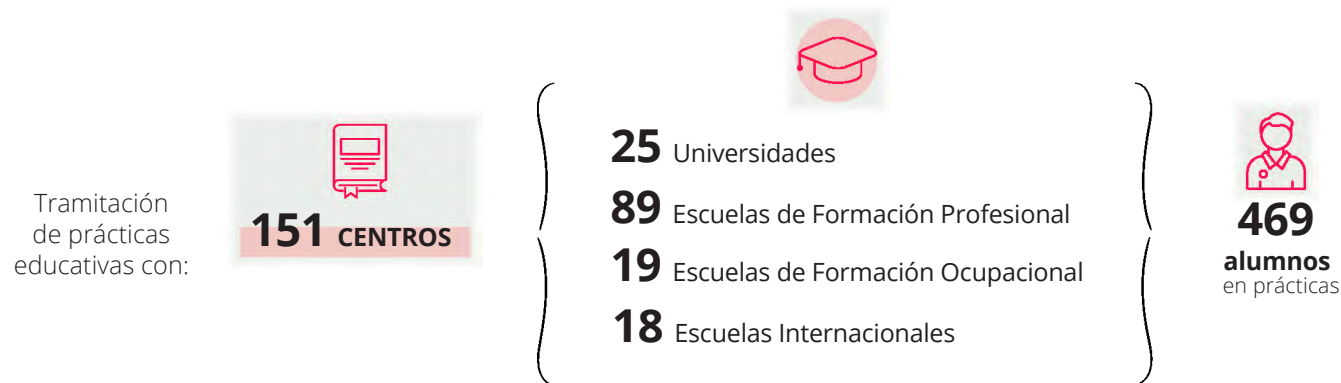 Tramitación
de prácticas
educativas con:
151 CENTROS
25 Universidades
89 Escuelas de Formación Profesional
19 Escuelas de Formación Ocupacional
18 Escuelas Internacionales
469
alumnos
en prácticas